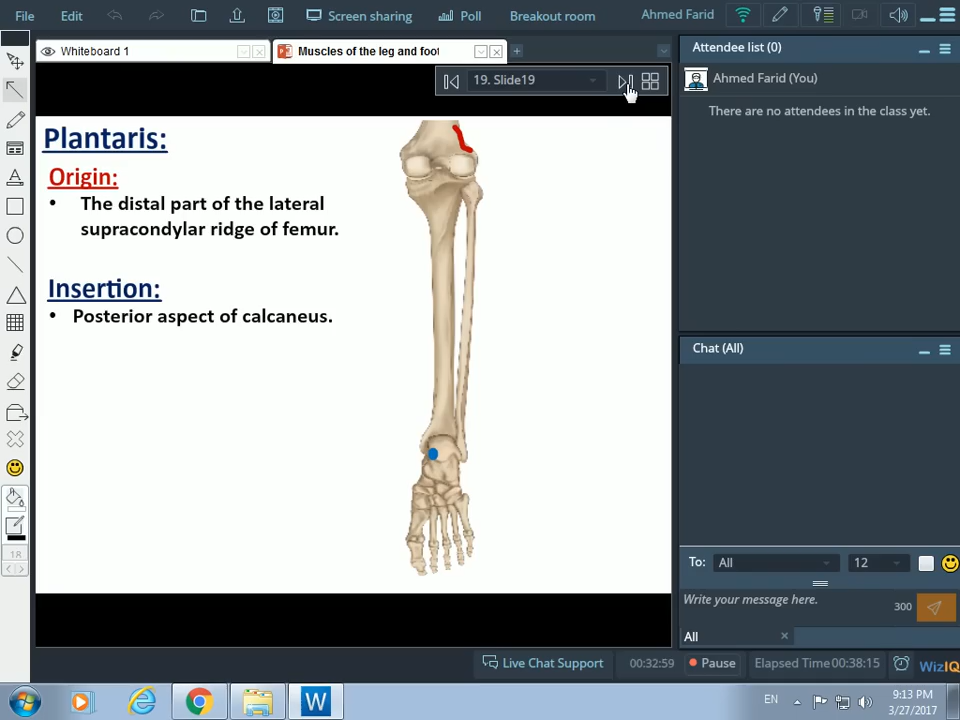 File
Edit
Screen sharing
Poll
Breakout room
Ahmed Farid
Whiteboard 1
Muscles of the leg and foot
19. Slide19
Attendee list (0)
Ahmed Farid (You)
There are no attendees in the class yet.
Plantaris:
Origin:
• The distal part of the lateral
supracondylar ridge of femur.
Insertion:
• Posterior aspect of calcaneus.
Chat (All)
To: All 12
Write your message here.
300
All
18
Live Chat Support
00:32:59
Pause
Elapsed Time 00:38:15
WizIQ
W
EN
9:13 PM
3/27/2017